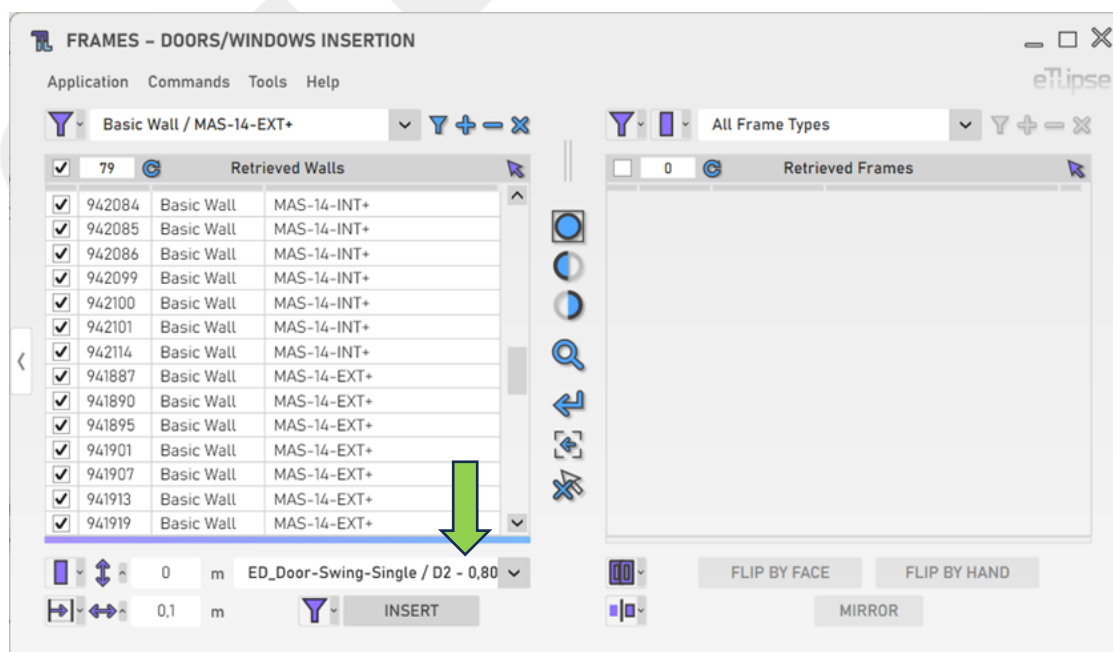 FRAMES – DOORS/WINDOWS INSERTION
Application Commands Tools Help
eTLipse
Basic Wall / MAS-14-EXT+
All Frame Types
79 Retrieved Walls
0 Retrieved Frames
942084 Basic Wall MAS-14-INT+
942085 Basic Wall MAS-14-INT+
942086 Basic Wall MAS-14-INT+
942099 Basic Wall MAS-14-INT+
942100 Basic Wall MAS-14-INT+
942101 Basic Wall MAS-14-INT+
942114 Basic Wall MAS-14-INT+
941887 Basic Wall MAS-14-EXT+
941890 Basic Wall MAS-14-EXT+
941895 Basic Wall MAS-14-EXT+
941901 Basic Wall MAS-14-EXT+
941907 Basic Wall MAS-14-EXT+
941913 Basic Wall MAS-14-EXT+
941919 Basic Wall MAS-14-EXT+
0 m ED_Door-Swing-Single / D2 - 0,80
FLIP BY FACE FLIP BY HAND
0,1 m INSERT
MIRROR